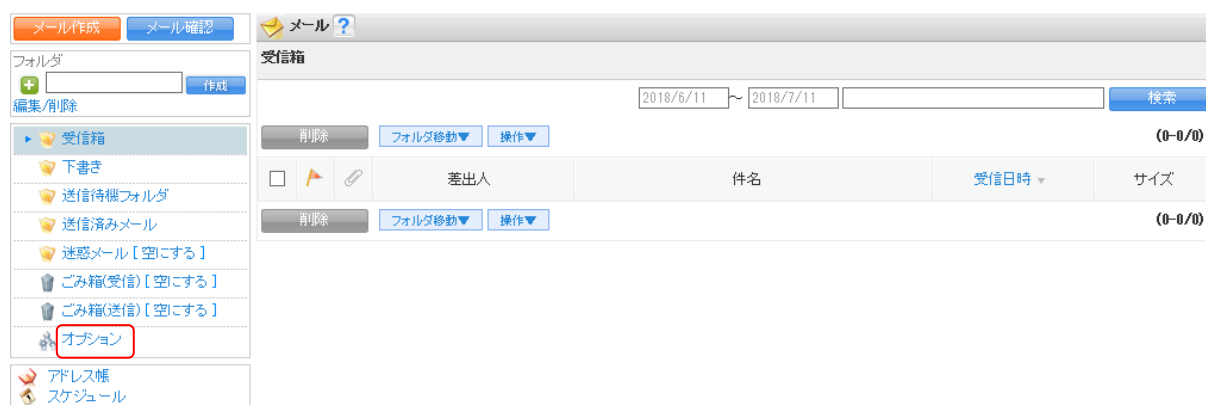 メール作成 メール確認
フォルダ
作成
編集/削除
受信箱
下書き
送信待機フォルダ
送信済みメール
迷惑メール [ 空にする ]
ごみ箱(受信) [ 空にする ]
ごみ箱(送信) [ 空にする ]
オプション
アドレス帳
スケジュール
メール ?
受信箱
2018/6/11 ～ 2018/7/11 検索
削除 フォルダ移動▼ 操作▼ (0-0/0)
差出人 件名 受信日時 ▼ サイズ
削除 フォルダ移動▼ 操作▼ (0-0/0)